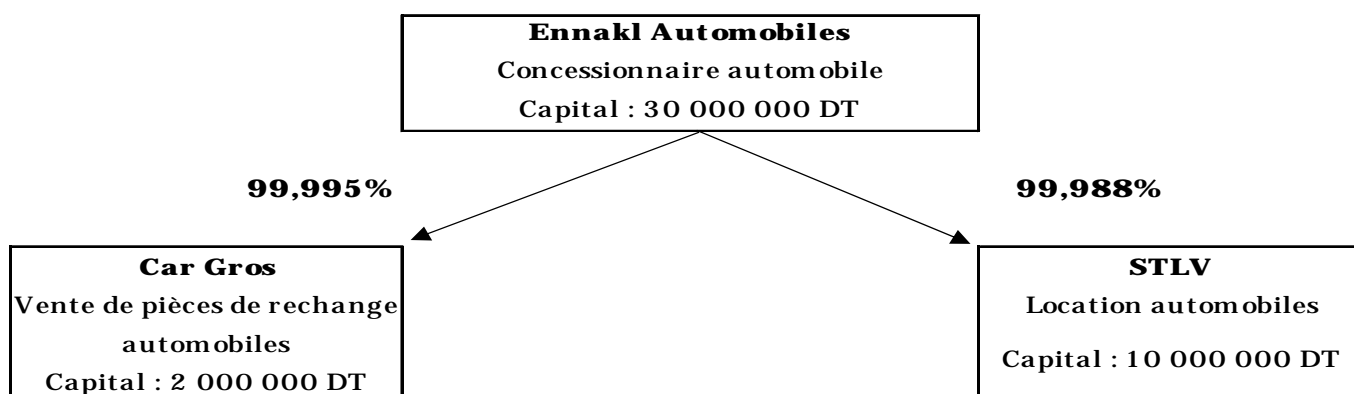 Ennakl Automobiles
Concessionnaire automobile
Capital : 30 000 000 DT
99,995%
99,988%
Car Gros
Vente de pièces de rechange
automobiles
Capital : 2 000 000 DT
STLV
Location automobiles
Capital : 10 000 000 DT